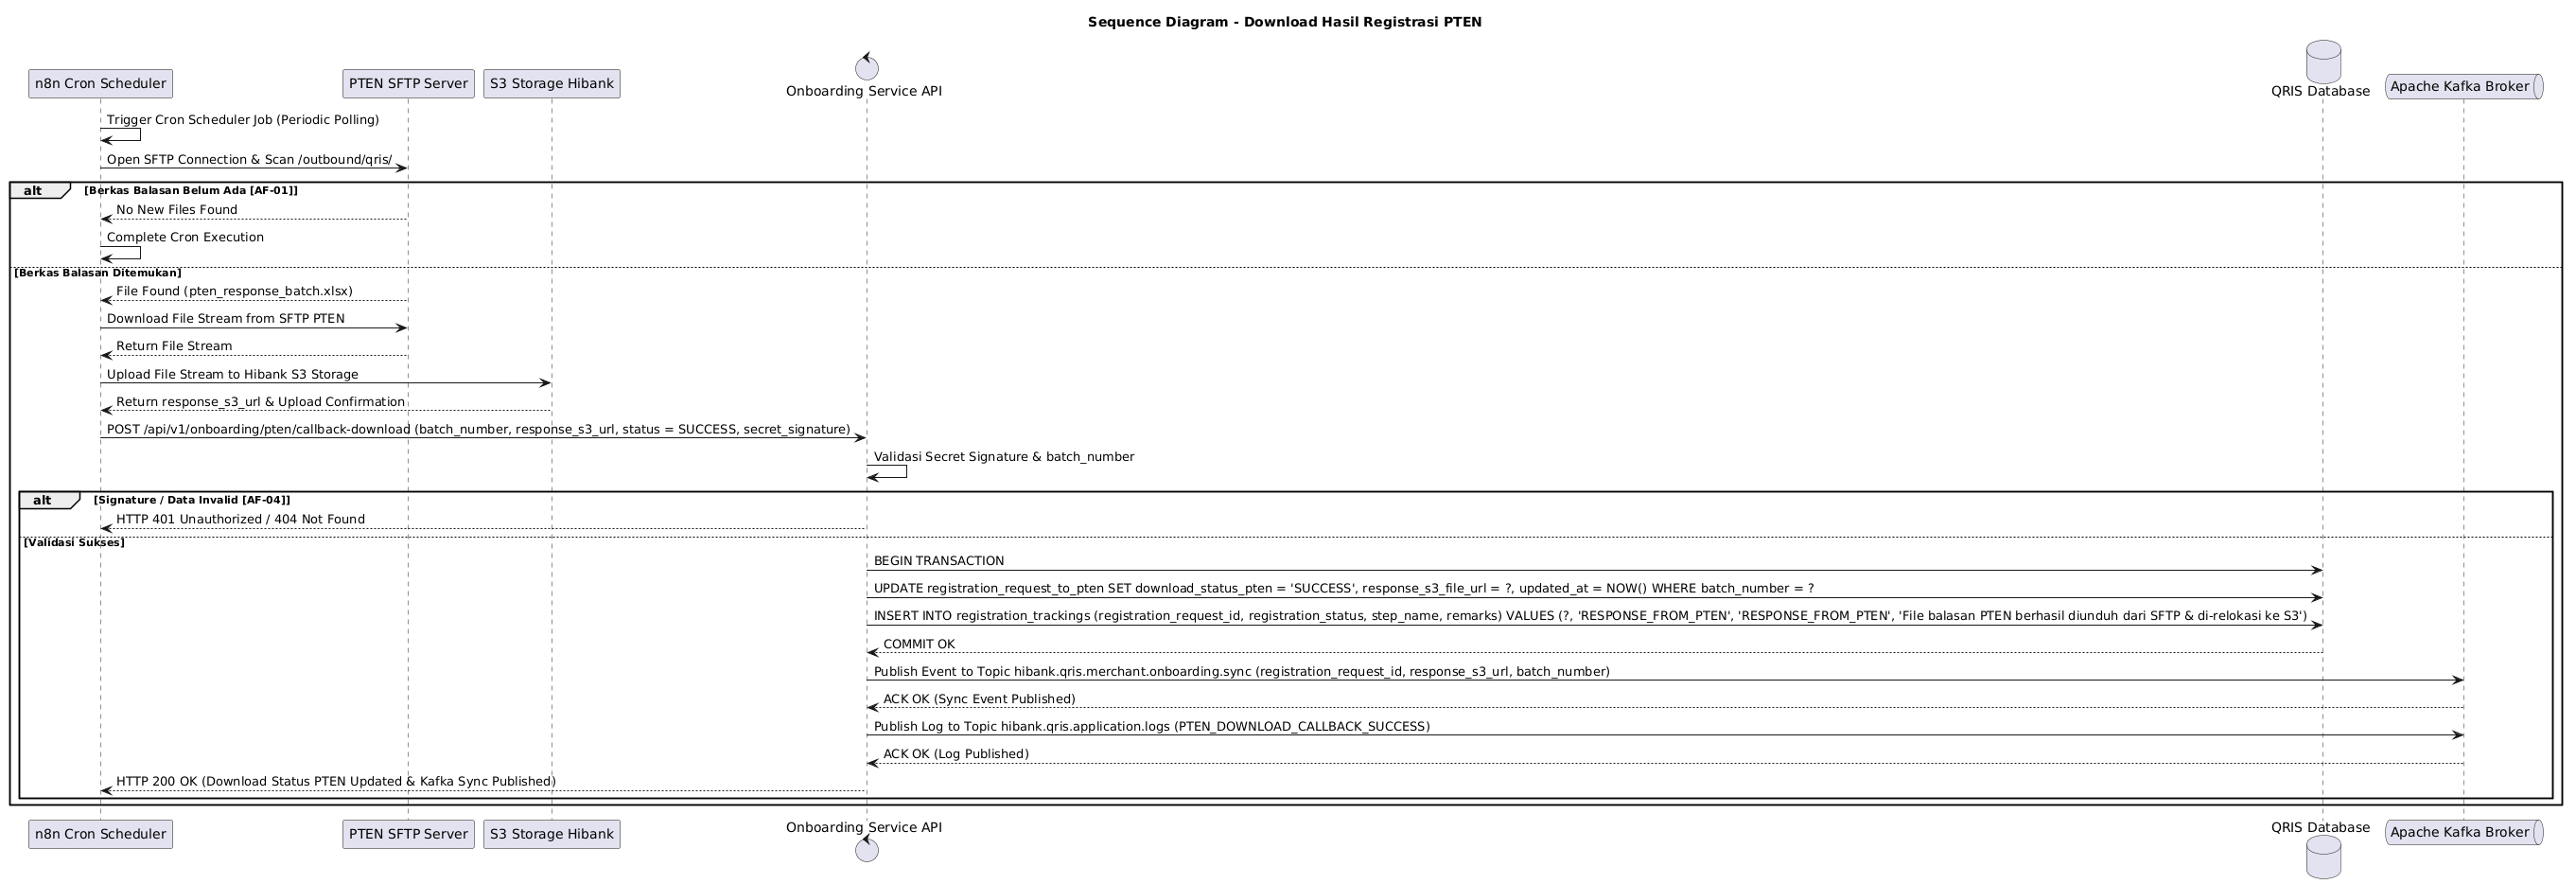 Sequence Diagram - Download Hasil Registrasi PTEN
n8n Cron Scheduler
PTEN SFTP Server
S3 Storage Hibank
Onboarding Service API
QRIS Database
Apache Kafka Broker
Trigger Cron Scheduler Job (Periodic Polling)
Open SFTP Connection & Scan /outbound/qris/
alt [Berkas Balasan Belum Ada [AF-01]]
No New Files Found
Complete Cron Execution
[Berkas Balasan Ditemukan]
File Found (pten_response_batch.xlsx)
Download File Stream from SFTP PTEN
Return File Stream
Upload File Stream to Hibank S3 Storage
Return response_s3_url & Upload Confirmation
POST /api/v1/onboarding/pten/callback-download (batch_number, response_s3_url, status = SUCCESS, secret_signature)
Validasi Secret Signature & batch_number
alt [Signature / Data Invalid [AF-04]]
HTTP 401 Unauthorized / 404 Not Found
[Validasi Sukses]
BEGIN TRANSACTION
UPDATE registration_request_to_pten SET download_status_pten = 'SUCCESS', response_s3_file_url = ?, updated_at = NOW() WHERE batch_number = ?
INSERT INTO registration_trackings (registration_request_id, registration_status, step_name, remarks) VALUES (?, 'RESPONSE_FROM_PTEN', 'RESPONSE_FROM_PTEN', 'File balasan PTEN berhasil diunduh dari SFTP & di-relokasi ke S3')
COMMIT OK
Publish Event to Topic hibank.qris.merchant.onboarding.sync (registration_request_id, response_s3_url, batch_number)
ACK OK (Sync Event Published)
Publish Log to Topic hibank.qris.application.logs (PTEN_DOWNLOAD_CALLBACK_SUCCESS)
ACK OK (Log Published)
HTTP 200 OK (Download Status PTEN Updated & Kafka Sync Published)
n8n Cron Scheduler
PTEN SFTP Server
S3 Storage Hibank
Onboarding Service API
QRIS Database
Apache Kafka Broker